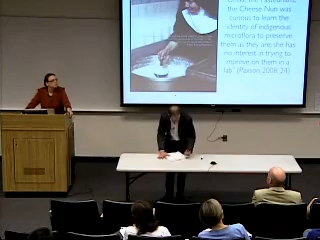 the Cheese Nun was
curious to learn the
identity of indigenous
microflora to preserve
them as they are; she has
no interest in trying to
improve on them in a
lab" (Paxson 2008:24)